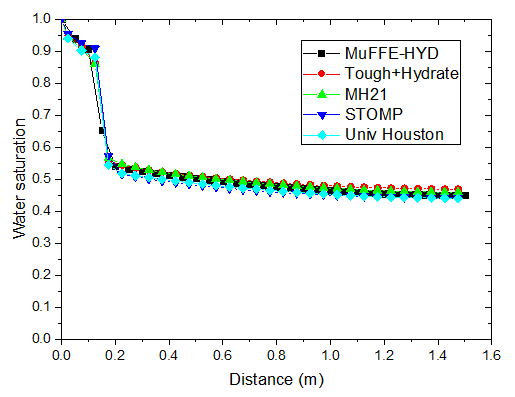 1.0
0.9
0.8
0.7
0.6
0.5
0.4
0.3
0.2
0.1
0.0
Water saturation
MuFFE-HYD
Tough+Hydrate
MH21
STOMP
Univ Houston
0.0 0.2 0.4 0.6 0.8 1.0 1.2 1.4 1.6
Distance (m)